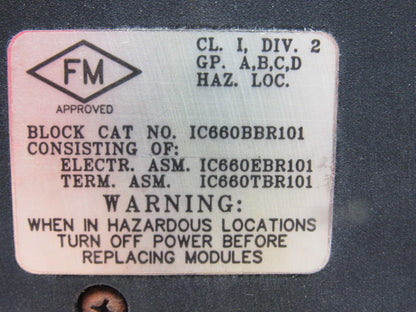 FM
APPROVED
CL. I, DIV. 2
GP. A,B,C,D
HAZ. LOC.
BLOCK CAT NO. IC660BBR101
CONSISTING OF:
ELECTR. ASM. IC660EBR101
TERM. ASM. IC660TBR101
WARNING:
WHEN IN HAZARDOUS LOCATIONS
TURN OFF POWER BEFORE
REPLACING MODULES